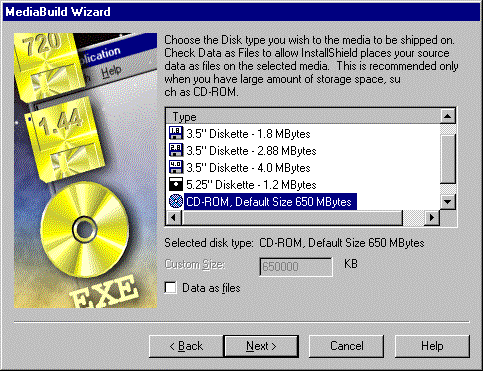 MediaBuild Wizard
720
1.44
EXE
plication
Help
Choose the Disk type you wish to the media to be shipped on.
Check Data as Files to allow InstallShield places your source
data as files on the selected media.  This is recommended only
when you have large amount of storage space, su
ch as CD-ROM.
Type
3.5" Diskette - 1.8 MBytes
3.5" Diskette - 2.88 MBytes
3.5" Diskette - 4.0 MBytes
5.25" Diskette - 1.2 MBytes
CD-ROM, Default Size 650 MBytes
Selected disk type: CD-ROM, Default Size 650 MBytes
Custom Size: 650000 KB
Data as files
< Back Next > Cancel Help